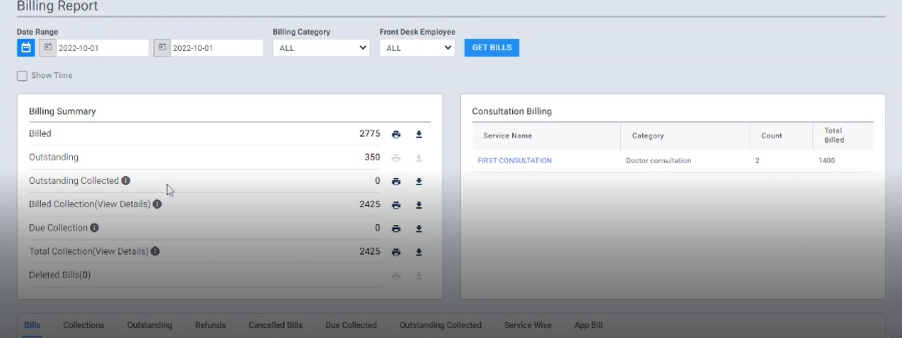 Billing Report
Date Range
2022-10-01
2022-10-01
Billing Category
ALL
Front Desk Employee
ALL
GET BILLS
Show Time
Billing Summary
Billed 2775
Outstanding 350
Outstanding Collected 0
Billed Collection(View Details) 2425
Due Collection 0
Total Collection(View Details) 2425
Deleted Bills(0)
Consultation Billing
Service Name Category Count Total Billed
FIRST CONSULTATION Doctor consultation 2 1400
Bills Collections Outstanding Refunds Cancelled Bills Due Collected Outstanding Collected Service Wise App Bill